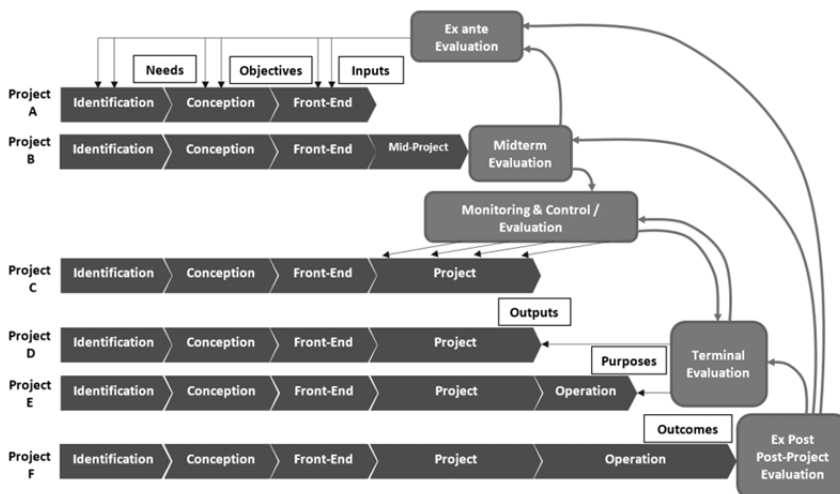 Ex ante
Evaluation
Needs
Objectives
Inputs
Project
A
Identification
Conception
Front-End
Project
B
Identification
Conception
Front-End
Mid-Project
Midterm
Evaluation
Monitoring & Control /
Evaluation
Project
C
Identification
Conception
Front-End
Project
Outputs
Project
D
Identification
Conception
Front-End
Project
Terminal
Evaluation
Purposes
Project
E
Identification
Conception
Front-End
Project
Operation
Outcomes
Project
F
Identification
Conception
Front-End
Project
Operation
Ex Post
Post-Project
Evaluation